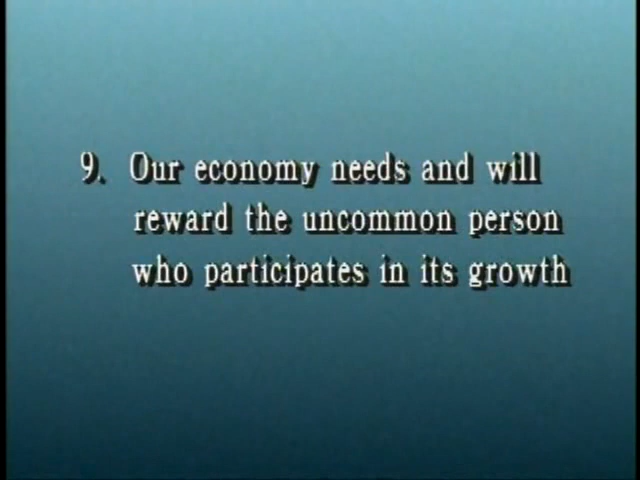 9. Our economy needs and will
reward the uncommon person
who participates in its growth